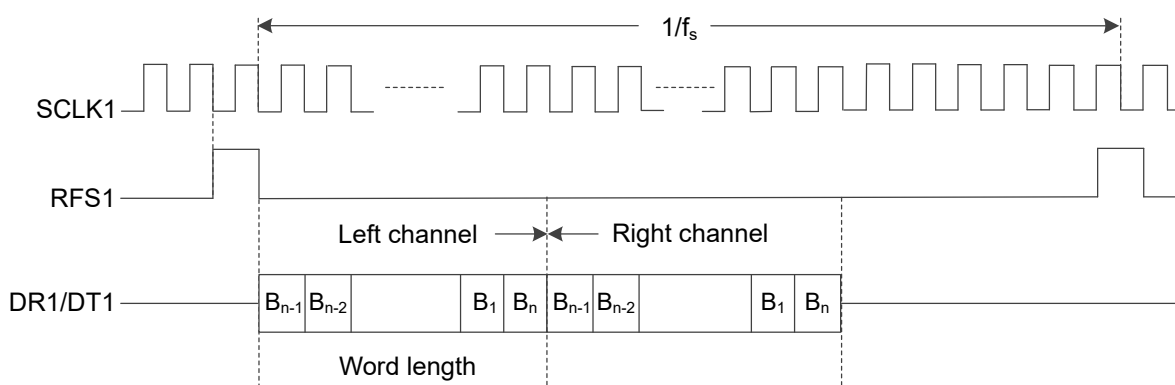 1/fₛ
SCLK1
RFS1
Left channel Right channel
DR1/DT1 Bₙ₋₁ Bₙ₋₂ B₁ Bₙ Bₙ₋₁ Bₙ₋₂ B₁ Bₙ
Word length